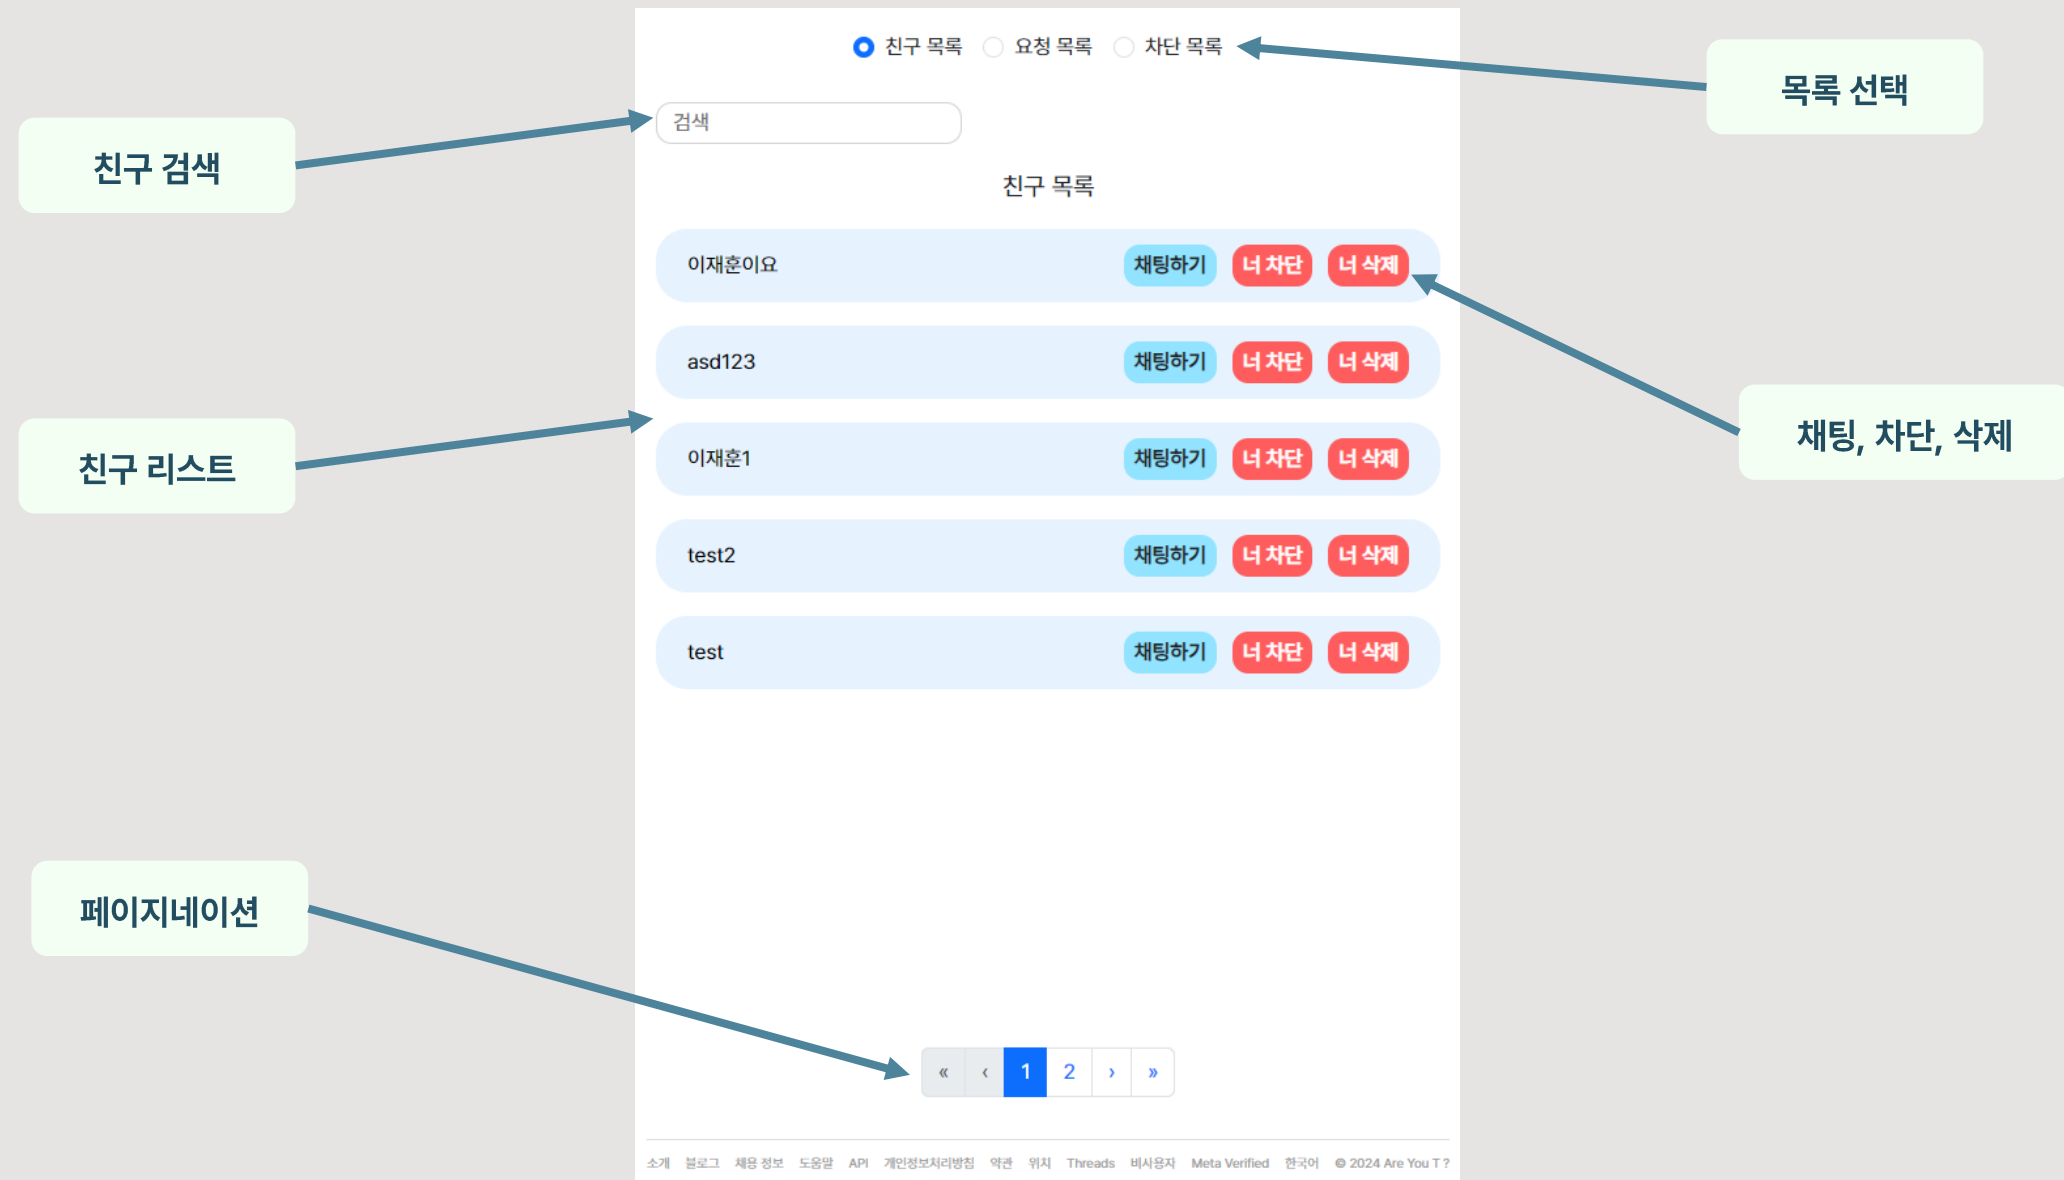 친구 목록 요청 목록 차단 목록
목록 선택
검색
친구 검색
친구 목록
이재훈이요 채팅하기 너 차단 너 삭제
asd123 채팅하기 너 차단 너 삭제
채팅, 차단, 삭제
친구 리스트
이재훈1 채팅하기 너 차단 너 삭제
test2 채팅하기 너 차단 너 삭제
test 채팅하기 너 차단 너 삭제
페이지네이션
« ‹ 1 2 › »
소개 블로그 채용 정보 도움말 API 개인정보처리방침 약관 위치 Threads 비사용자 Meta Verified 한국어 © 2024 Are You T ?